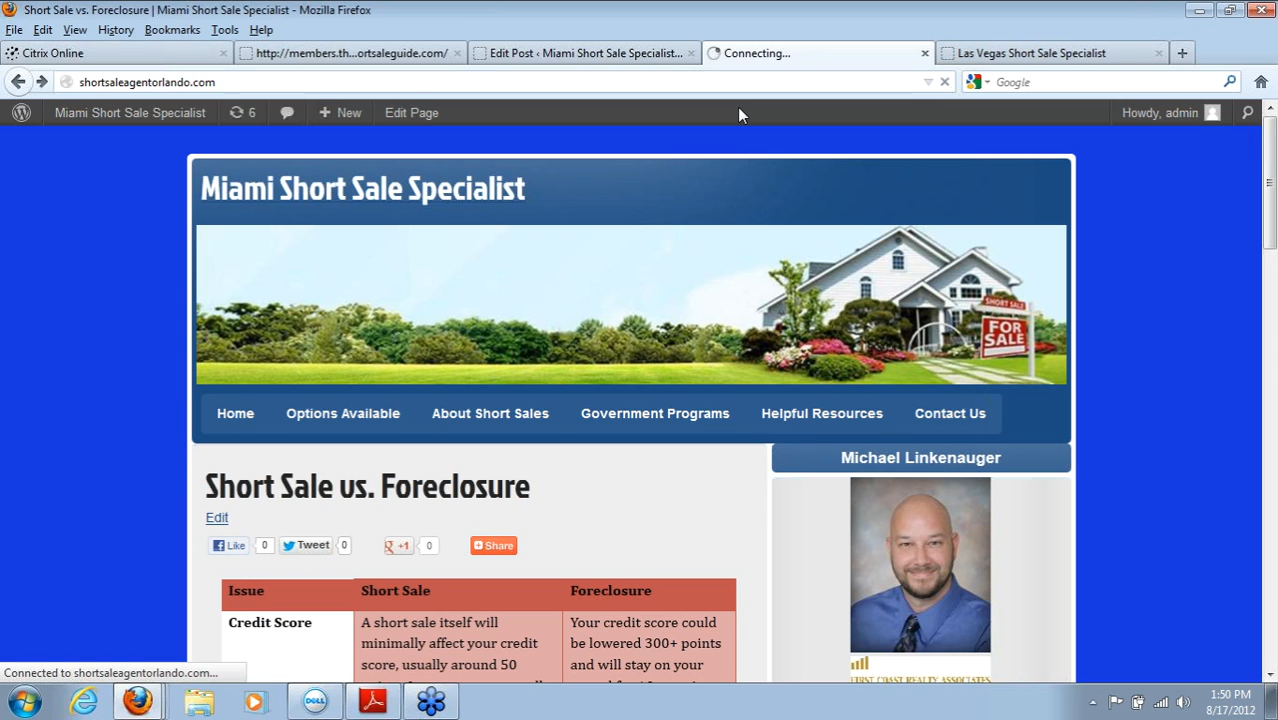 Short Sale vs. Foreclosure | Miami Short Sale Specialist - Mozilla Firefox
File Edit View History Bookmarks Tools Help
Citrix Online
http://members.th...ortsaleguide.com/
Edit Post ‹ Miami Short Sale Specialist...
Connecting...
Las Vegas Short Sale Specialist
shortsaleagentorlando.com
Google
Miami Short Sale Specialist 6 New Edit Page Howdy, admin
Miami Short Sale Specialist
SHORT SALE
FOR
SALE
Home Options Available About Short Sales Government Programs Helpful Resources Contact Us
Michael Linkenauger
Short Sale vs. Foreclosure
Edit
Like 0 Tweet 0 +1 0 Share
Issue Short Sale Foreclosure
Credit Score
A short sale itself will
minimally affect your credit
score, usually around 50
Your credit score could
be lowered 300+ points
and will stay on your
FIRST COAST REALTY ASSOCIATES
Connected to shortsaleagentorlando.com...
DELL
1:50 PM
8/17/2012